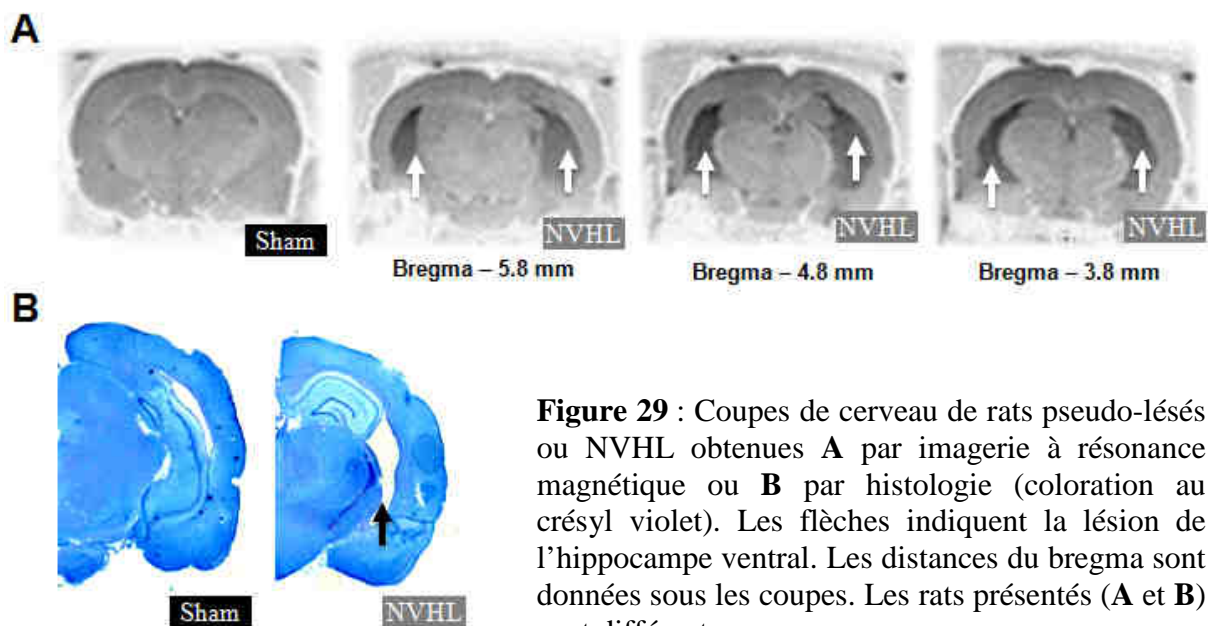 A
Sham
NVHL
NVHL
NVHL
Bregma – 5.8 mm
Bregma – 4.8 mm
Bregma – 3.8 mm
B
Sham
NVHL
Figure 29 : Coupes de cerveau de rats pseudo-lésés
ou NVHL obtenues A par imagerie à résonance
magnétique ou B par histologie (coloration au
crésyl violet). Les flèches indiquent la lésion de
l'hippocampe ventral. Les distances du bregma sont
données sous les coupes. Les rats présentés (A et B)